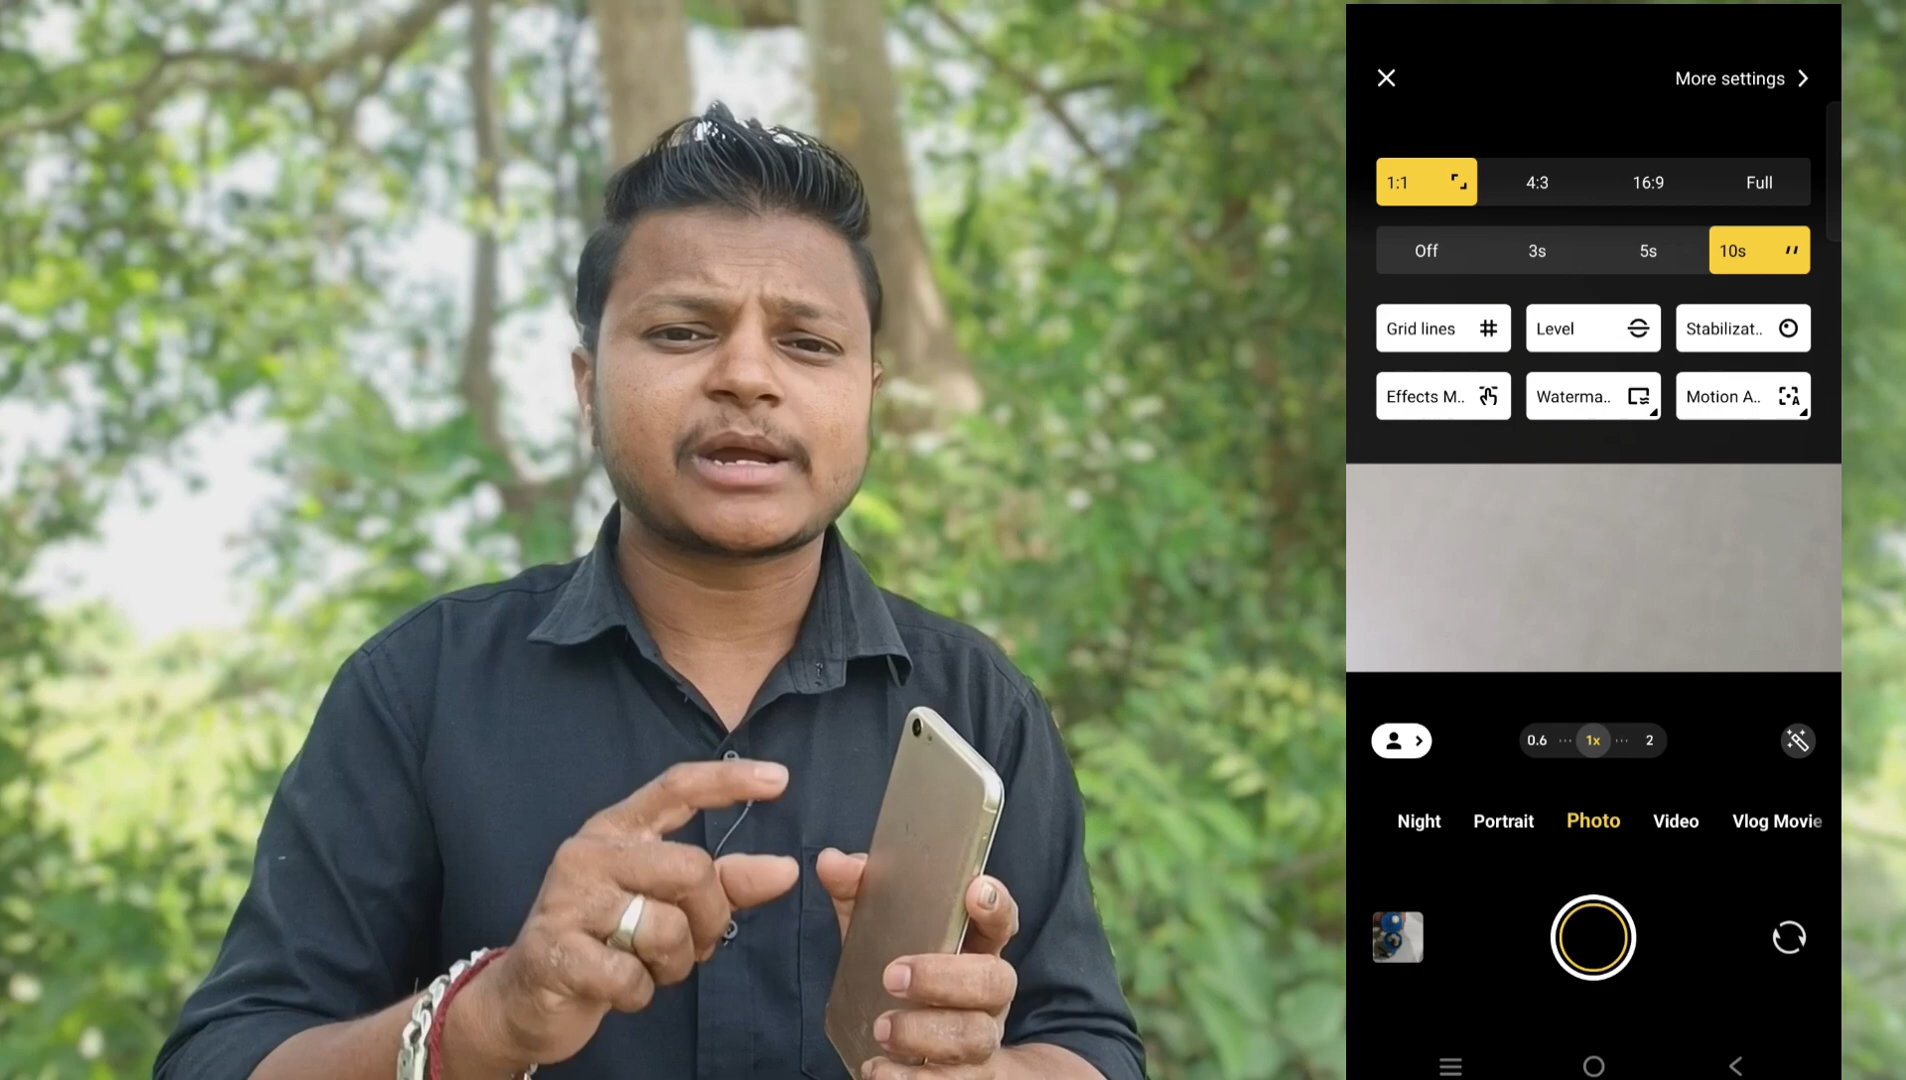 More settings
1:1 4:3 16:9 Full
Off 3s 5s 10s
Grid lines Level Stabilizat..
Effects M.. Waterma.. Motion A..
0.6 1x 2
Night Portrait Photo Video Vlog Movie